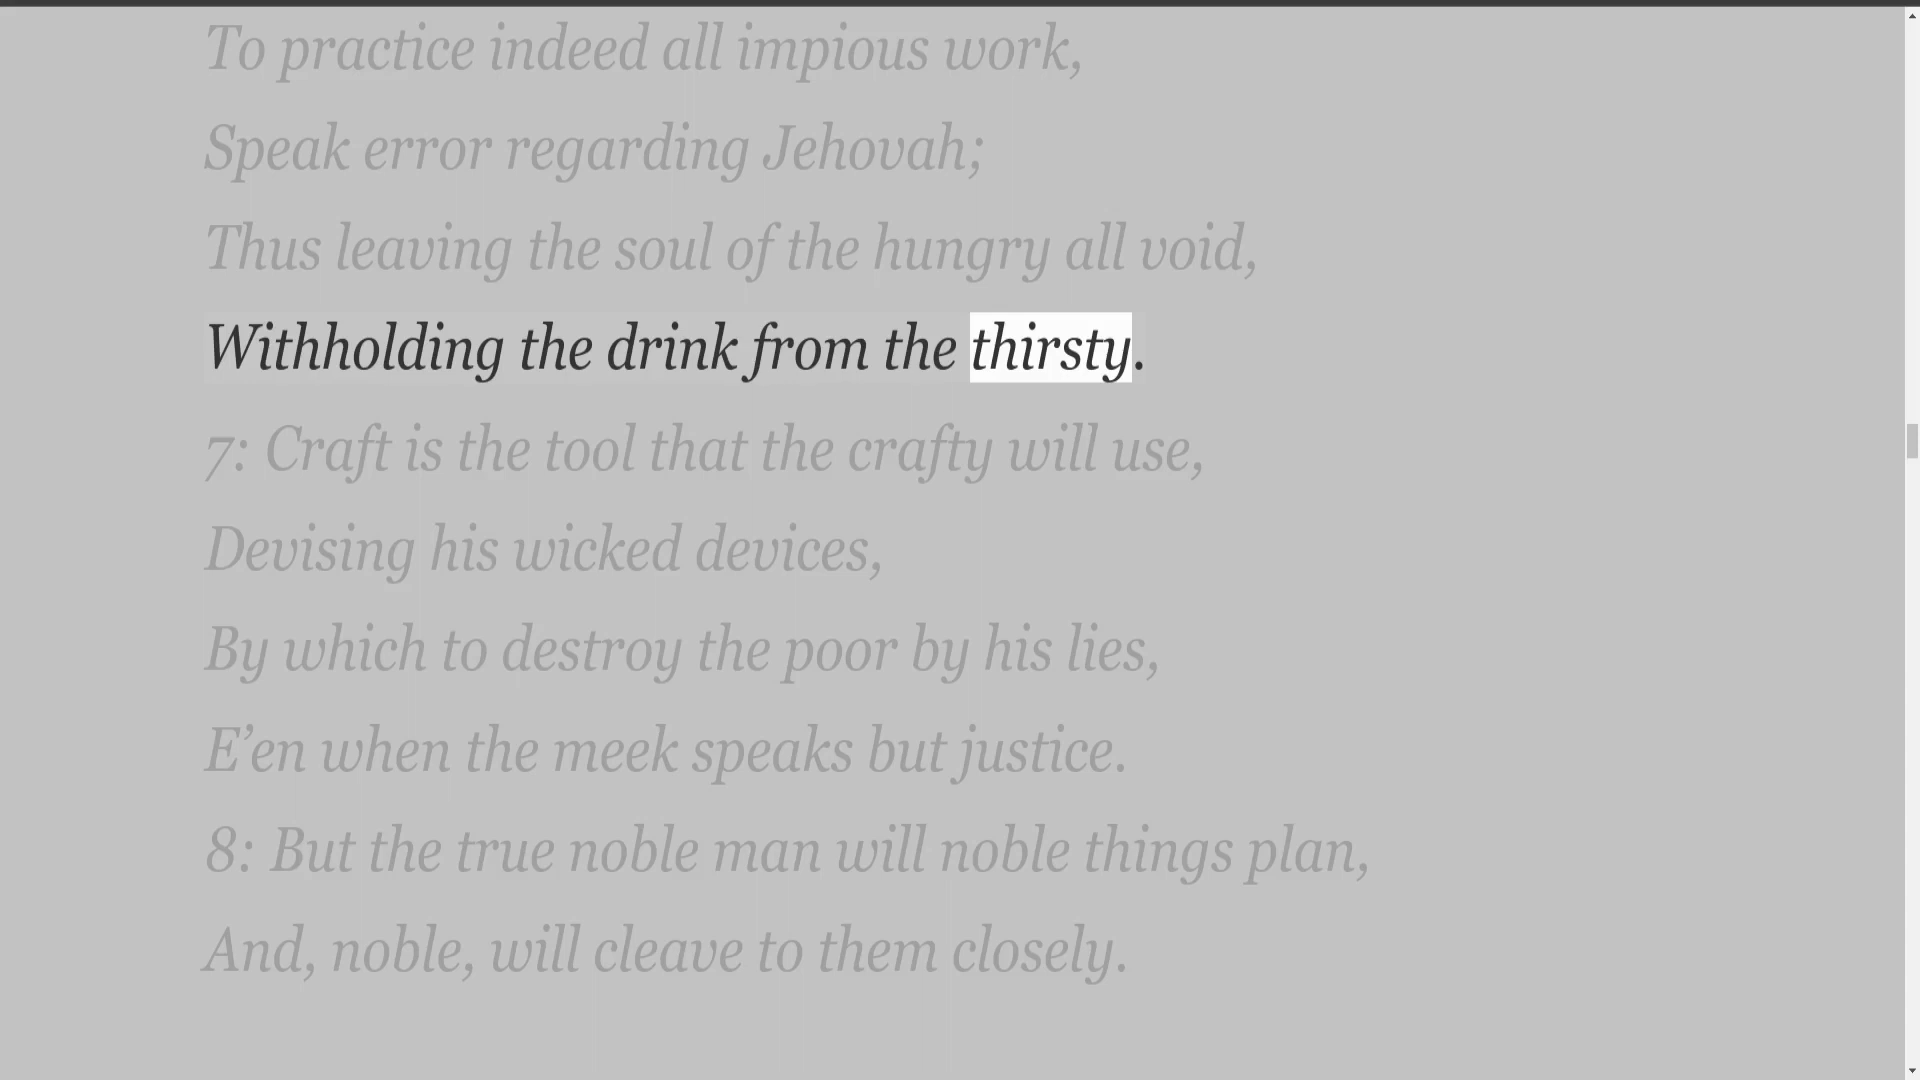 To practice indeed all impious work,
Speak error regarding Jehovah;
Thus leaving the soul of the hungry all void,
Withholding the drink from the thirsty.
7: Craft is the tool that the crafty will use,
Devising his wicked devices,
By which to destroy the poor by his lies,
E’en when the meek speaks but justice.
8: But the true noble man will noble things plan,
And, noble, will cleave to them closely.